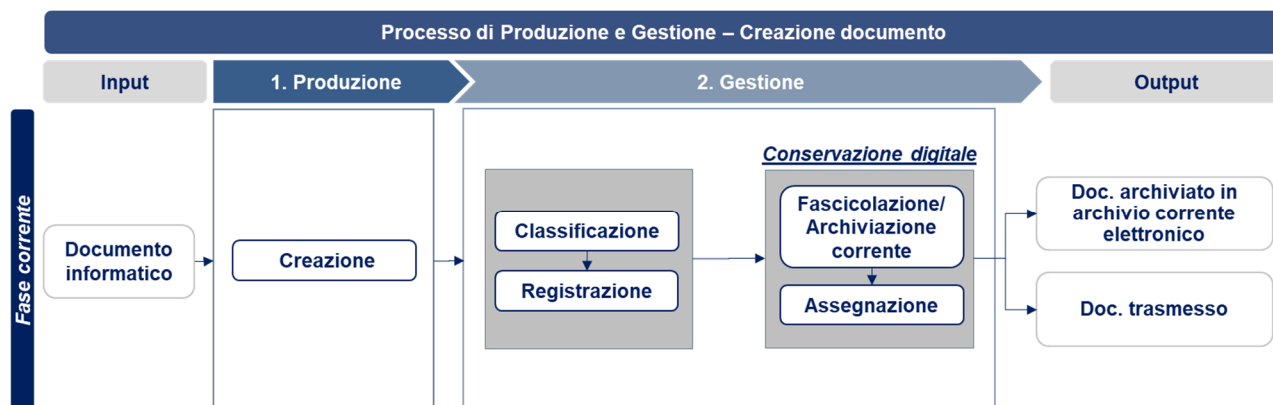 Processo di Produzione e Gestione – Creazione documento
Input
1. Produzione
2. Gestione
Output
Fase corrente
Documento
informatico
Creazione
Classificazione
Registrazione
Conservazione digitale
Fascicolazione/
Archiviazione
corrente
Assegnazione
Doc. archiviato in
archivio corrente
elettronico
Doc. trasmesso